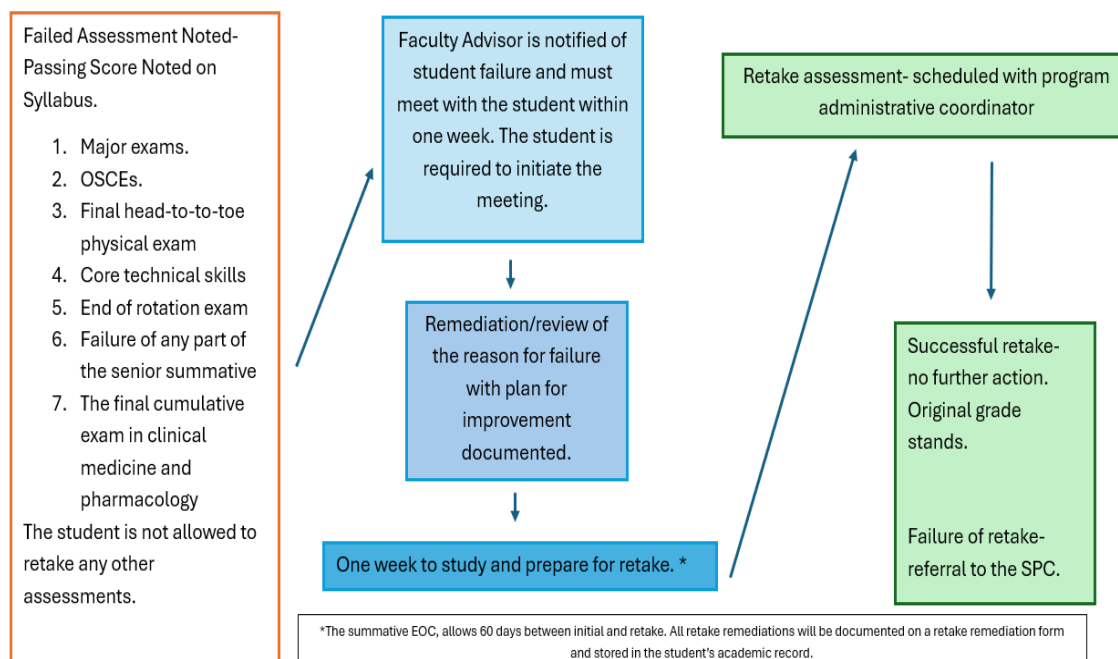 Failed Assessment Noted-
Passing Score Noted on
Syllabus.
1. Major exams.
2. OSCEs.
3. Final head-to-to-toe
physical exam
4. Core technical skills
5. End of rotation exam
6. Failure of any part of
the senior summative
7. The final cumulative
exam in clinical
medicine and
pharmacology
The student is not allowed to
retake any other
assessments.
Faculty Advisor is notified of
student failure and must
meet with the student within
one week. The student is
required to initiate the
meeting.
Remediation/review of
the reason for failure
with plan for
improvement
documented.
One week to study and prepare for retake. *
Retake assessment- scheduled with program
administrative coordinator
Successful retake-
no further action.
Original grade
stands.
Failure of retake-
referral to the SPC.
*The summative EOC, allows 60 days between initial and retake. All retake remediations will be documented on a retake remediation form
and stored in the student's academic record.